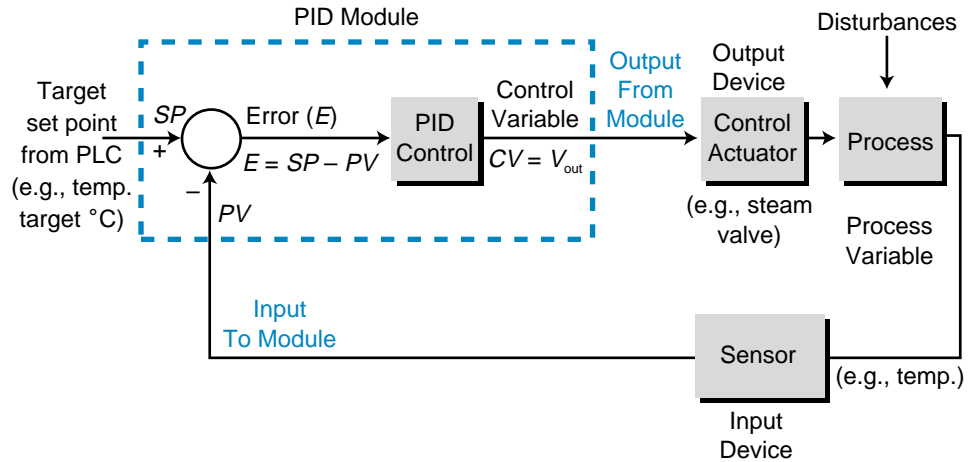 PID Module
Disturbances
Target
set point
from PLC
(e.g., temp.
target °C)
SP
+
–
PV
Error (E)
E = SP – PV
PID
Control
Control
Variable
CV = Vout
Output
From
Module
Output
Device
Control
Actuator
(e.g., steam
valve)
Process
Process
Variable
Input
To Module
Sensor
(e.g., temp.)
Input
Device